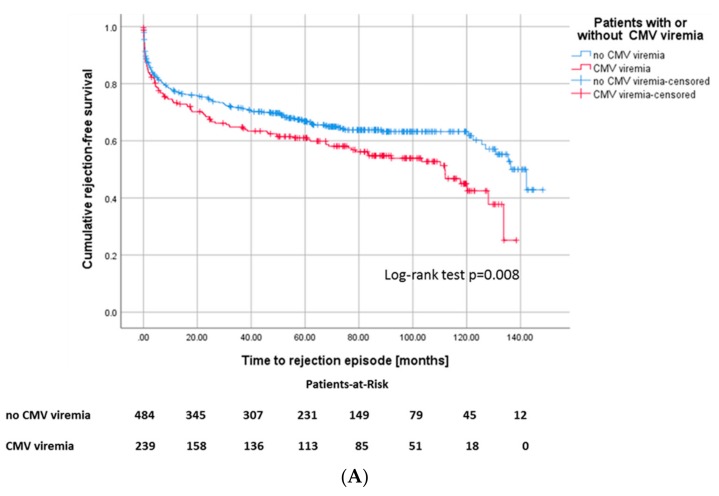 Patients with or
without CMV viremia
no CMV viremia
CMV viremia
no CMV viremia-censored
CMV viremia-censored
Cumulative rejection-free survival
1.0
0.8
0.6
0.4
0.2
0.0
Log-rank test p=0.008
.00 20.00 40.00 60.00 80.00 100.00 120.00 140.00
Time to rejection episode [months]
Patients-at-Risk
no CMV viremia 484 345 307 231 149 79 45 12
CMV viremia 239 158 136 113 85 51 18 0
(A)